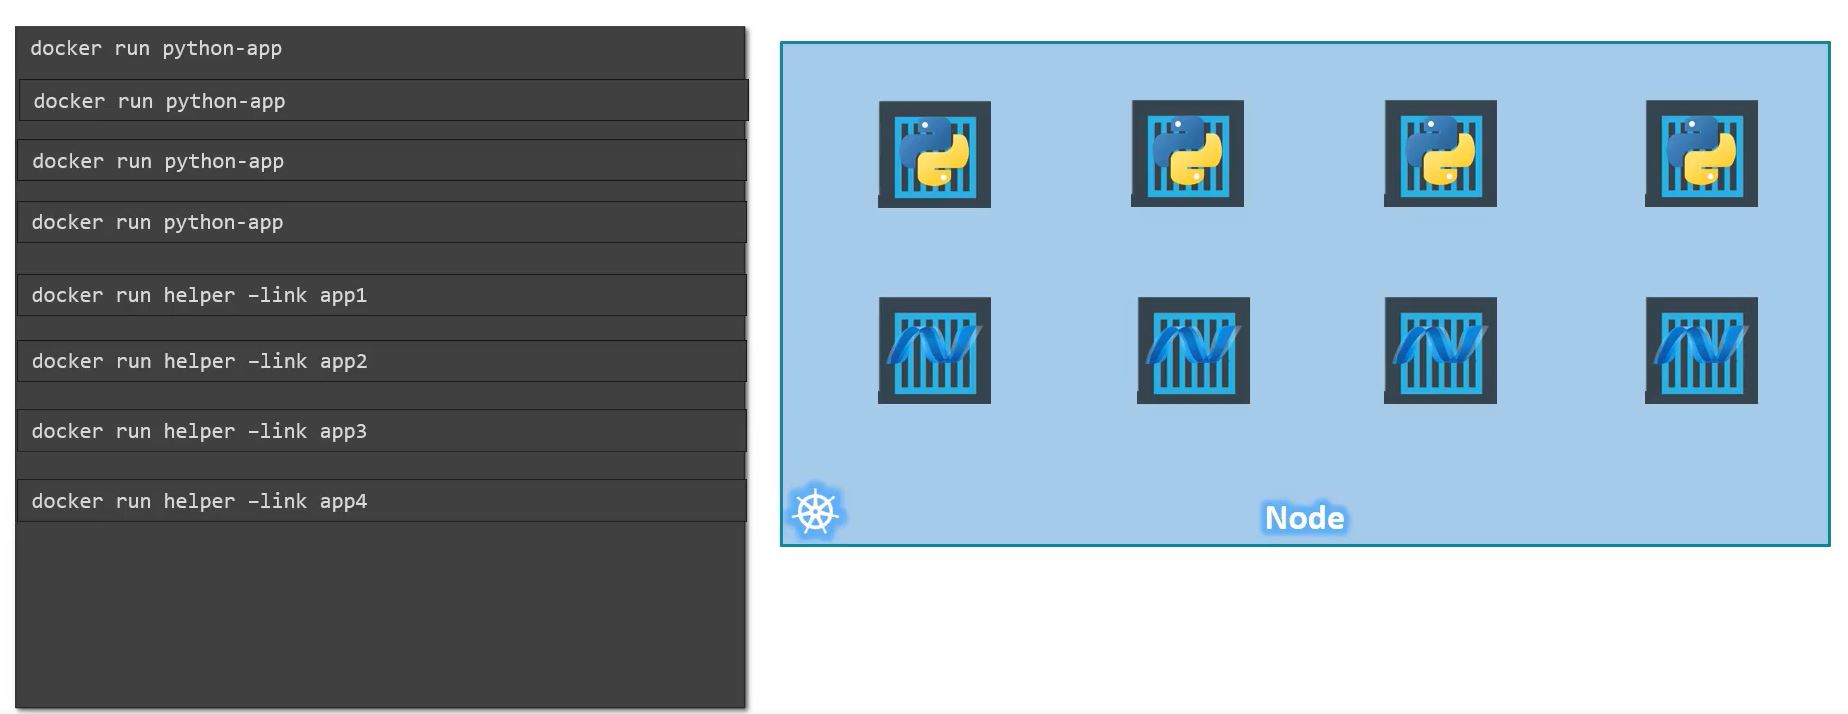 docker run python-app
docker run python-app
docker run python-app
docker run python-app
docker run helper –link app1
docker run helper –link app2
docker run helper –link app3
docker run helper –link app4
Node